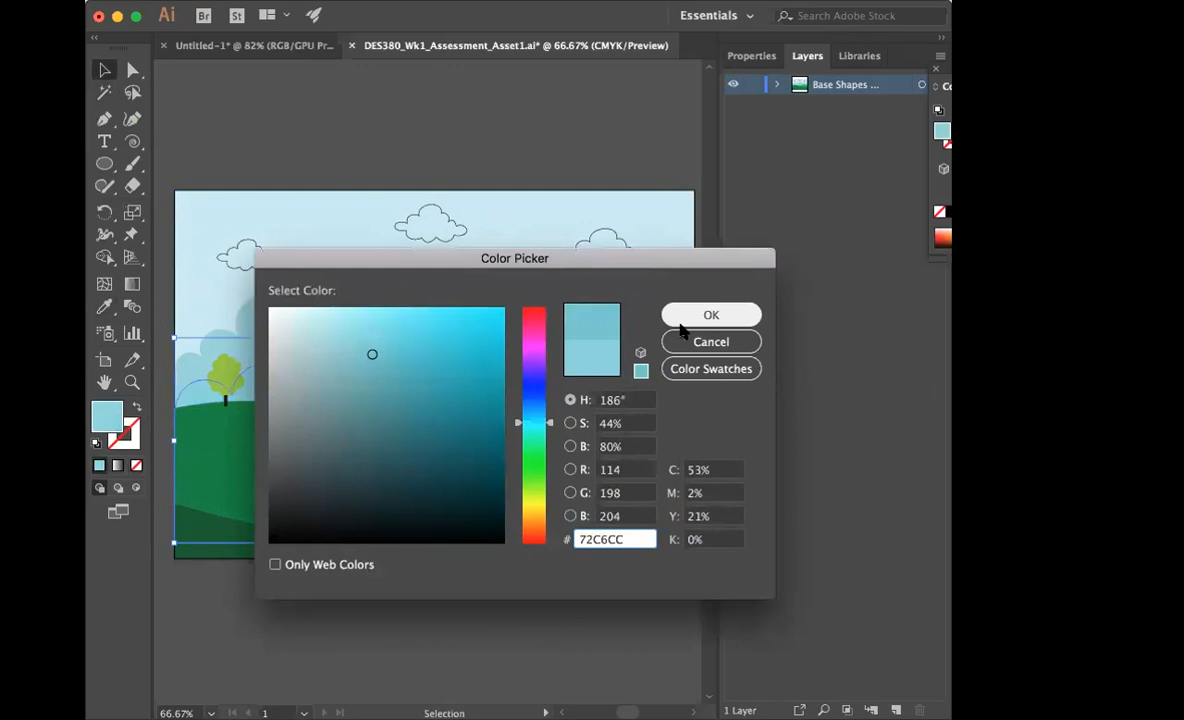 Ai Br St Essentials Search Adobe Stock
× Untitled-1* @ 82% (RGB/GPU Pr... × DES380_Wk1_Assessment_Asset1.ai* @ 66.67% (CMYK/Preview)
Properties Layers Libraries
Base Shapes ...
Co
Color Picker
Select Color:
OK
Cancel
Color Swatches
H: 186°
S: 44%
B: 80%
R: 114 C: 53%
G: 198 M: 2%
B: 204 Y: 21%
# 72C6CC K: 0%
Only Web Colors
66.67% 1 Selection 1 Layer